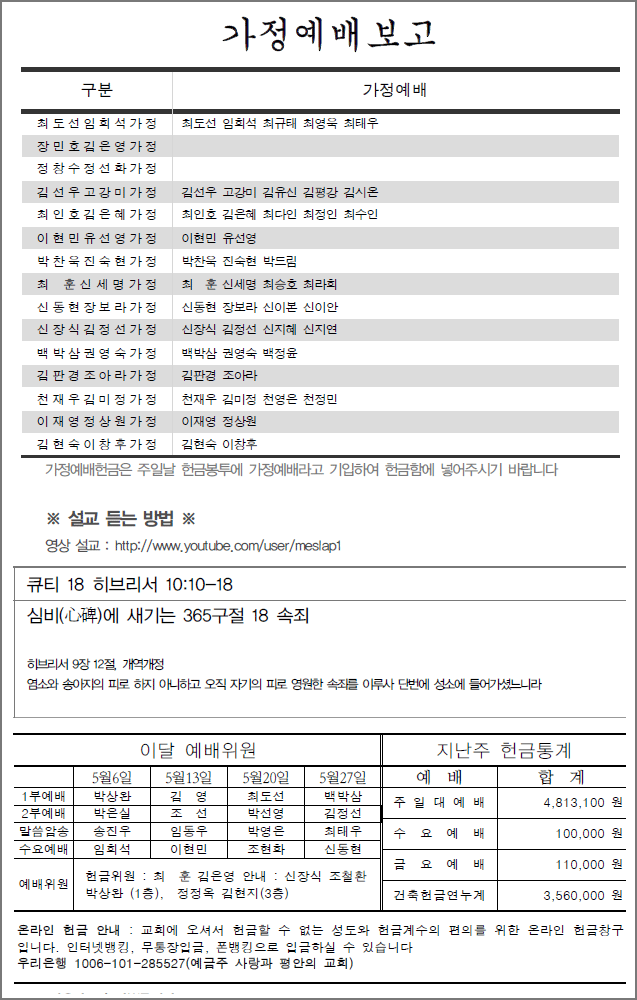 가정예배보고
구분 가정예배
최도선임희석가정 최도선 임희석 최규태 최영욱 최태우
장민호김은영가정
정창수정선화가정
김선우고강미가정 김선우 고강미 김유신 김평강 김시온
최인호김은혜가정 최인호 김은혜 최다인 최정인 최수인
이현민유선영가정 이현민 유선영
박찬욱진숙현가정 박찬욱 진숙현 박드림
최 훈신세명가정 최 훈 신세명 최승호 최라희
신동현장보라가정 신동현 장보라 신이본 신이안
신장식김정선가정 신장식 김정선 신지혜 신지연
백박삼권영숙가정 백박삼 권영숙 백정윤
김판경조아라가정 김판경 조아라
천재우김미정가정 천재우 김미정 천영은 천정민
이재영정상원가정 이재영 정상원
김현숙이창후가정 김현숙 이창후
가정예배헌금은 주일날 헌금봉투에 가정예배라고 기입하여 헌금함에 넣어주시기 바랍니다
※ 설교 듣는 방법 ※
영상 설교 : http://www.youtube.com/user/meslap1
큐티 18 히브리서 10:10-18
심비(心碑)에 새기는 365구절 18 속죄
히브리서 9장 12절, 개역개정
염소와 송아지의 피로 하지 아니하고 오직 자기의 피로 영원한 속죄를 이루사 단번에 성소에 들어가셨느니라
이달 예배위원
5월6일 5월13일 5월20일 5월27일
1부예배 박상완 김 영 최도선 백박삼
2부예배 박은실 조 선 박선영 김정선
말씀암송 송진우 임동우 박영은 최태우
수요예배 임희석 이현민 조현화 신동현
예배위원 헌금위원 : 최 훈 김은영 안내 : 신장식 조철환
박상완 (1층), 정정옥 김현지(3층)
지난주 헌금통계
예 배 합 계
주일대예배 4,813,100 원
수요예배 100,000 원
금요예배 110,000 원
건축헌금연누계 3,560,000 원
온라인 헌금 안내 : 교회에 오셔서 헌금할 수 없는 성도와 헌금계수의 편의를 위한 온라인 헌금창구
입니다. 인터넷뱅킹, 무통장입금, 폰뱅킹으로 입금하실 수 있습니다
우리은행 1006-101-285527(예금주 사랑과 평안의 교회)